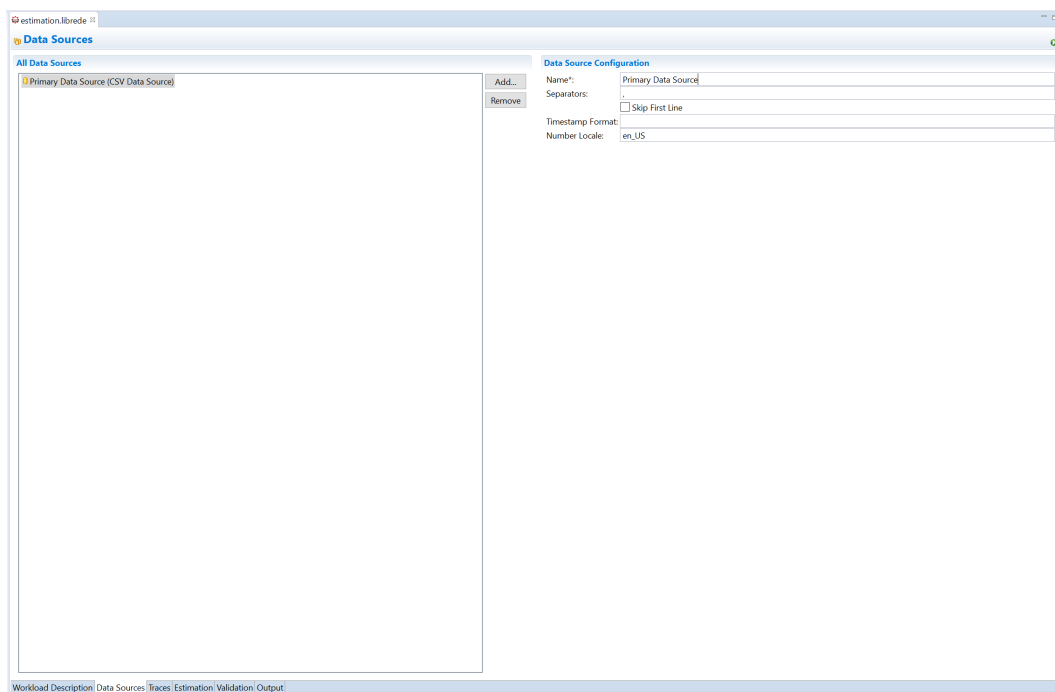 estimation.librede
Data Sources
All Data Sources
Primary Data Source (CSV Data Source)
Add...
Remove
Data Source Configuration
Name*: Primary Data Source
Separators: ,
Skip First Line
Timestamp Format:
Number Locale: en_US
Workload Description Data Sources Traces Estimation Validation Output